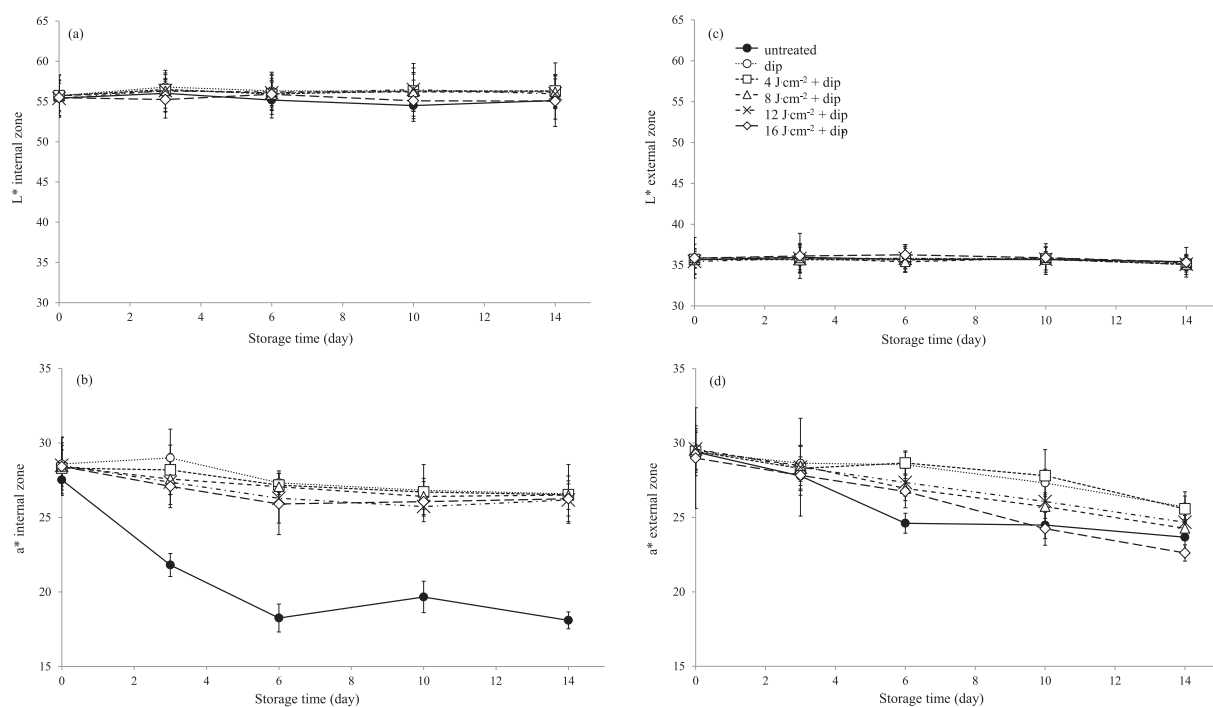 (a)
65
60
55
50
45
40
35
30
0 2 4 6 8 10 12 14
L* internal zone
Storage time (day)
(c)
65
60
55
50
45
40
35
30
0 2 4 6 8 10 12 14
L* external zone
Storage time (day)
untreated
dip
4 J·cm-2 + dip
8 J·cm-2 + dip
12 J·cm-2 + dip
16 J·cm-2 + dip
(b)
35
30
25
20
15
0 2 4 6 8 10 12 14
a* internal zone
Storage time (day)
(d)
35
30
25
20
15
0 2 4 6 8 10 12 14
a* external zone
Storage time (day)